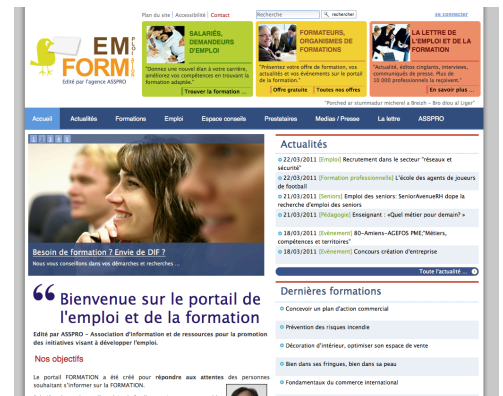 Plan du site | Accessibilité | Contact
Recherche
rechercher
se connecter
EM
PLOI
FORM
ATION
Edité par l'agence ASSPRO
SALARIÉS,
DEMANDEURS
D'EMPLOI
"Donnez une nouvel élan à votre carrière,
améliorez vos compétences en trouvant la
formation adaptée."
Trouver la formation ...
FORMATEURS,
ORGANISMES DE
FORMATIONS
"Présentez votre offre de formation, vos
actualités et vos événements sur le portail
de la formation."
Offre gratuite | Toutes nos offres
LA LETTRE DE
L'EMPLOI ET DE LA
FORMATION
"Actualité, éditos cinglants, interviews,
communiqués de presse. Plus de
10 000 professionnels la reçoivent."
En savoir plus ...
"Porched ar stummadur micherel a Breizh - Bro diou al Liger"
Accueil
Actualités
Formations
Emploi
Espace conseils
Prestataires
Medias / Presse
La lettre
ASSPRO
1 2 3 4 5
Besoin de formation ? Envie de DIF ?
Nous vous conseillons dans vos démarches et recherches ...
Actualités
22/03/2011 [Emploi] Recrutement dans le secteur "réseaux et
sécurité"
22/03/2011 [Formation professionnelle] L'école des agents de joueurs
de football
21/03/2011 [Seniors] Emploi des seniors: SeniorAvenueRH dope la
recherche d'emploi des seniors
21/03/2011 [Pédagogie] Enseignant : «Quel métier pour demain? »
18/03/2011 [Evénement] 80-Amiens-AGEFOS PME;"Métiers,
compétences et territoires"
18/03/2011 [Evénement] Concours création d'entreprise
Toute l'actualité ...
“ Bienvenue sur le portail de
l'emploi et de la formation
Edité par ASSPRO - Association d'information et de ressources pour la promotion
des initiatives visant à développer l'emploi.
Nos objectifs
Le portail FORMATION a été créé pour répondre aux attentes des personnes
souhaitant s'informer sur la FORMATION.
Dernières formations
Concevoir un plan d'action commercial
Prévention des risques incendie
Décoration d'intérieur, optimiser son espace de vente
Bien dans ses fringues, bien dans sa peau
Fondamentaux du commerce international